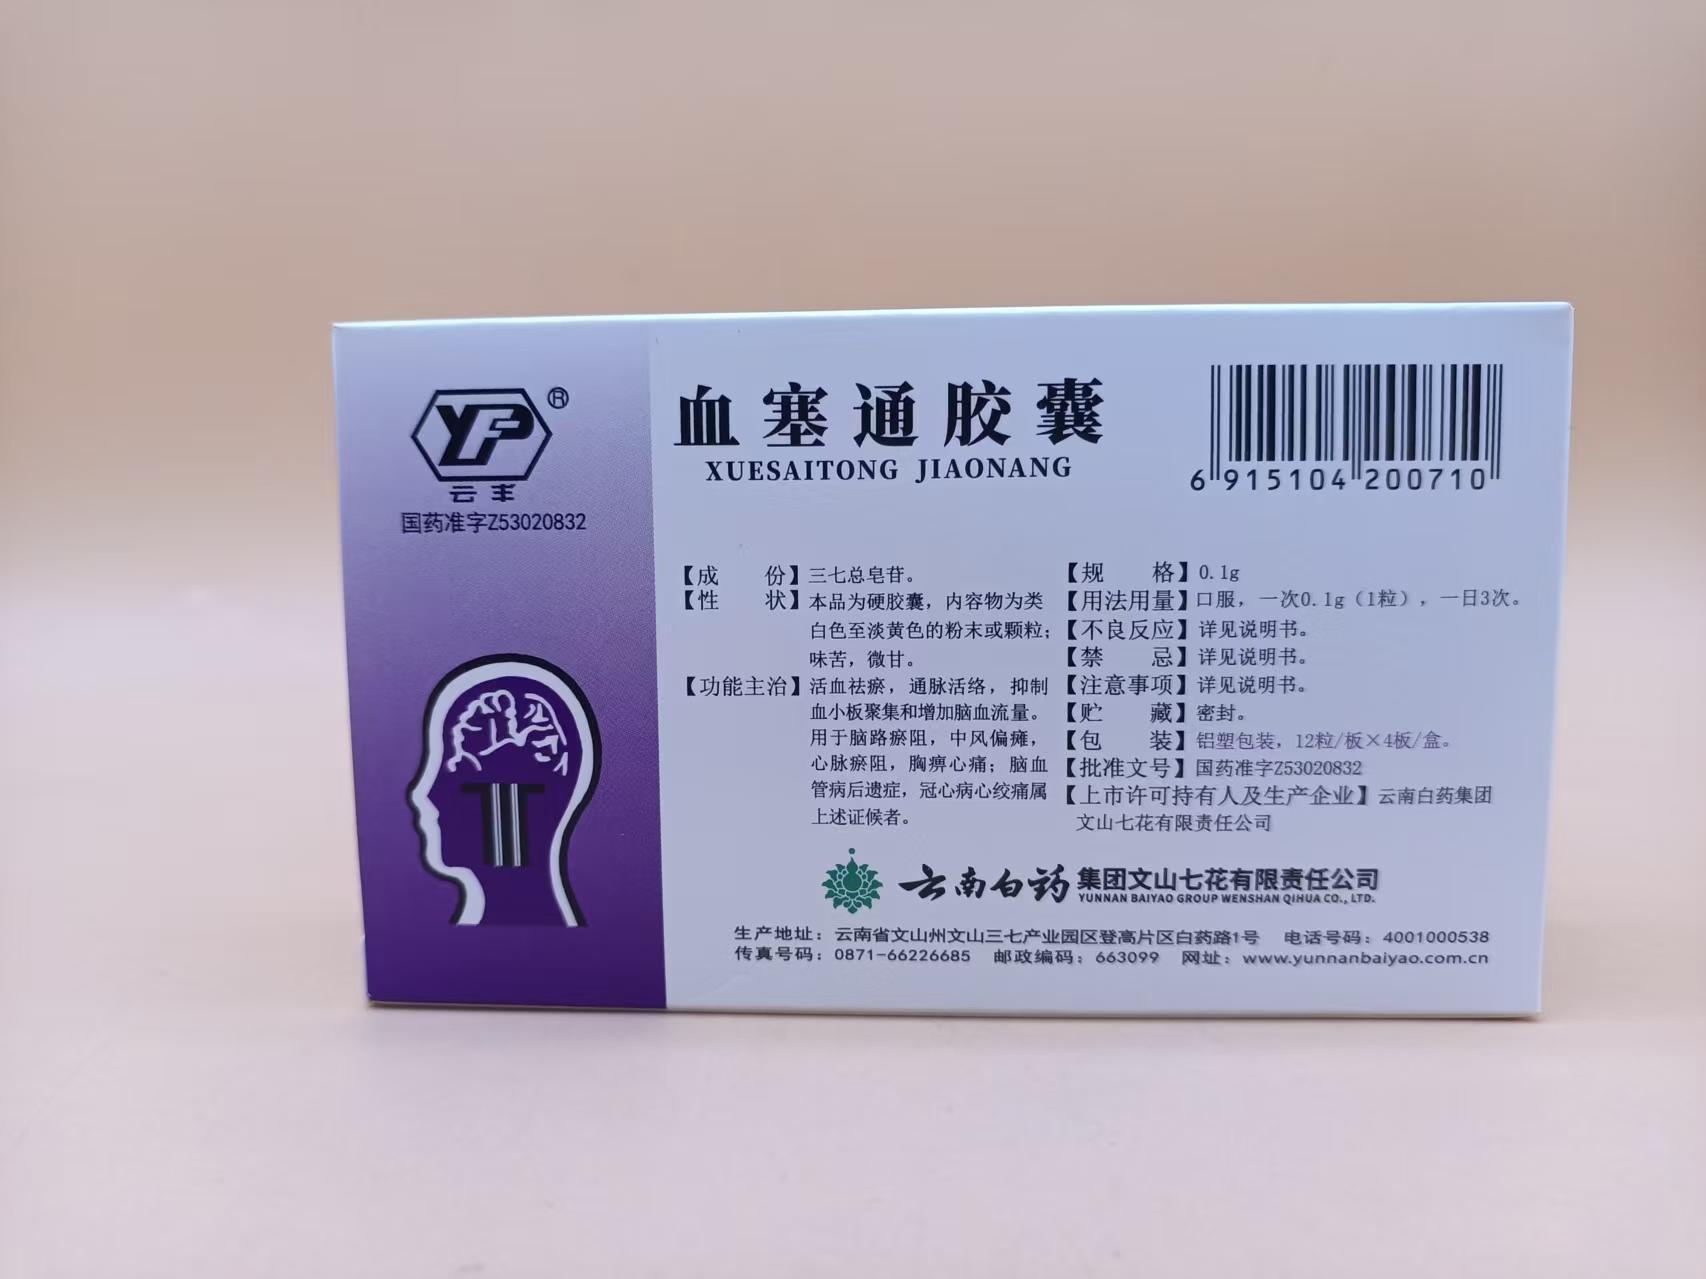 YP®
云丰
国药准字Z53020832
血塞通胶囊
XUESAITONG JIAONANG
6 915104 200710
【成　　份】三七总皂苷。
【性　　状】本品为硬胶囊，内容物为类
白色至淡黄色的粉末或颗粒；
味苦，微甘。
【功能主治】活血祛瘀，通脉活络，抑制
血小板聚集和增加脑血流量。
用于脑路瘀阻，中风偏瘫，
心脉瘀阻，胸痹心痛；脑血
管病后遗症，冠心病心绞痛属
上述证候者。
【规　　格】0.1g
【用法用量】口服，一次0.1g（1粒），一日3次。
【不良反应】详见说明书。
【禁　　忌】详见说明书。
【注意事项】详见说明书。
【贮　　藏】密封。
【包　　装】铝塑包装，12粒/板×4板/盒。
【批准文号】国药准字Z53020832
【上市许可持有人及生产企业】云南白药集团
文山七花有限责任公司
云南白药集团文山七花有限责任公司
YUNNAN BAIYAO GROUP WENSHAN QIHUA CO., LTD.
生产地址：云南省文山州文山三七产业园区登高片区白药路1号　电话号码：4001000538
传真号码：0871-66226685　邮政编码：663099　网址：www.yunnanbaiyao.com.cn